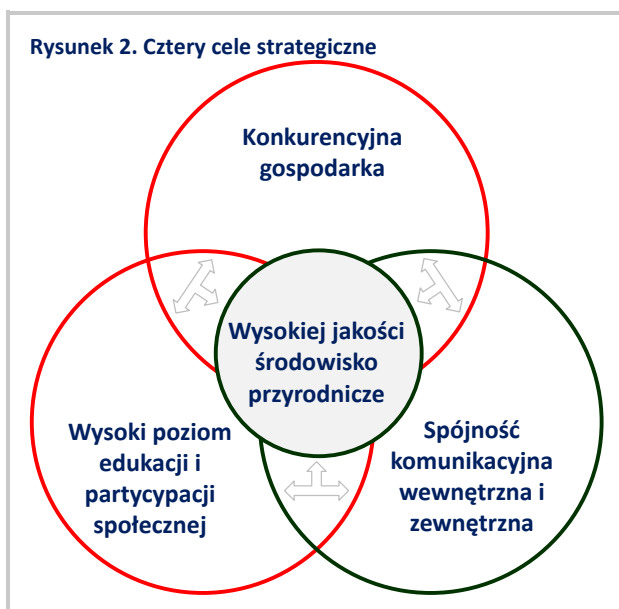 Rysunek 2. Cztery cele strategiczne
Konkurencyjna
gospodarka
Wysokiej jakości
środowisko
przyrodnicze
Wysoki poziom
edukacji i
partycypacji
społecznej
Spójność
komunikacyjna
wewnętrzna i
zewnętrzna